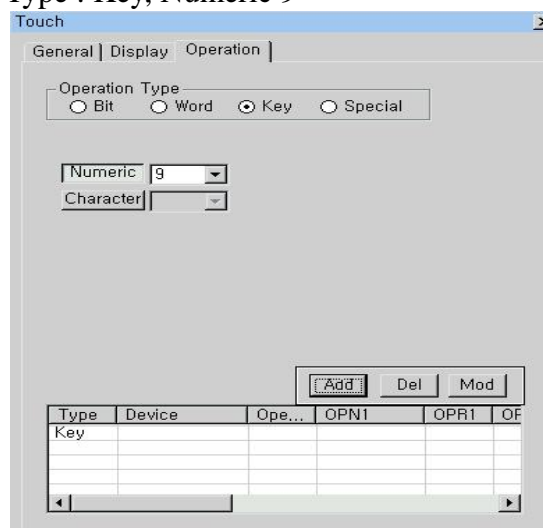 Type : Key, Numeric 9
Touch
General Display Operation
Operation Type
Bit Word Key Special
Numeric 9
Character
Add Del Mod
Type Device Ope... OPN1 OPR1 OP
Key